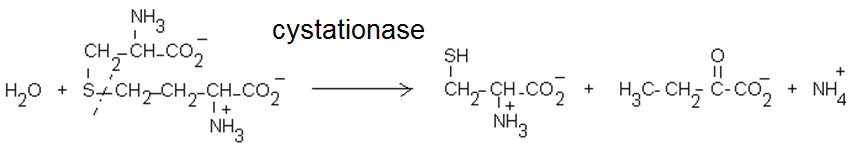 NH₃
CH₂-CH-CO₂⁻
cystationase
H₂O + S-CH₂-CH₂-CH-CO₂⁻
+
NH₃
SH
CH₂-CH-CO₂⁻
+
NH₃
+
O
H₃C-CH₂-C-CO₂⁻
+ NH₄⁺